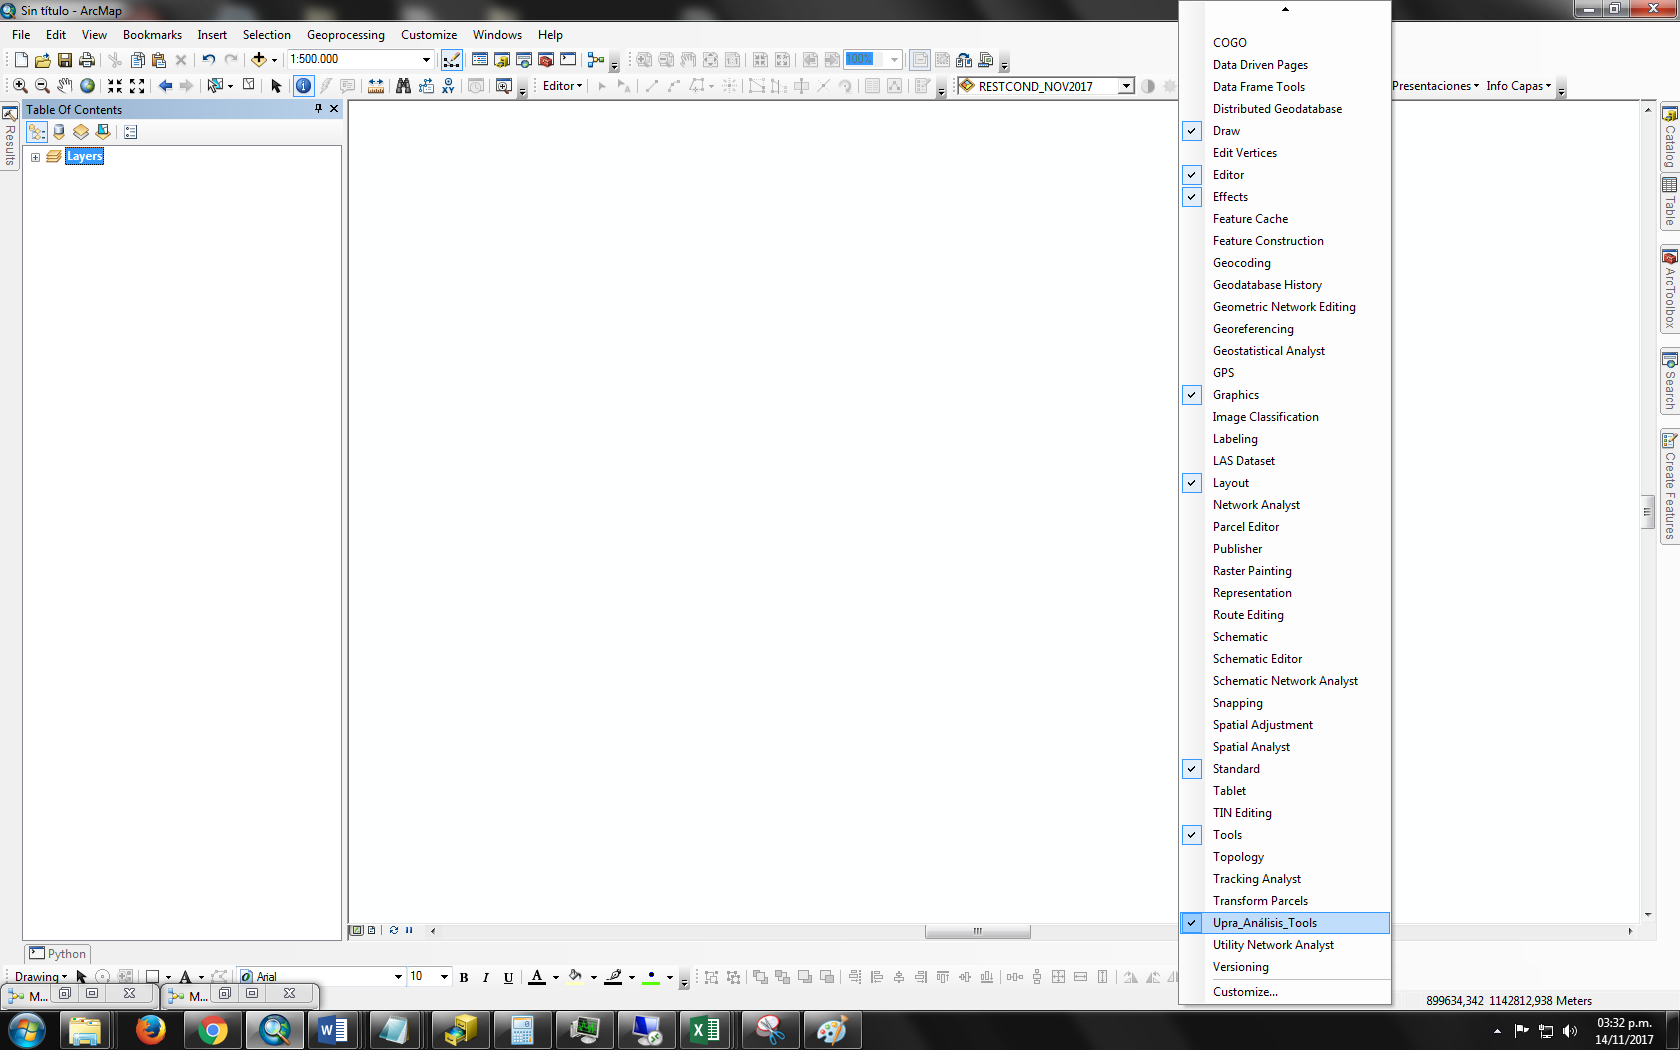 Sin título - ArcMap
File Edit View Bookmarks Insert Selection Geoprocessing Customize Windows Help
1:500.000
100%
Editor
RESTCOND_NOV2017
Presentaciones
Info Capas
Results
Table Of Contents
Layers
COGO
Data Driven Pages
Data Frame Tools
Distributed Geodatabase
Draw
Edit Vertices
Editor
Effects
Feature Cache
Feature Construction
Geocoding
Geodatabase History
Geometric Network Editing
Georeferencing
Geostatistical Analyst
GPS
Graphics
Image Classification
Labeling
LAS Dataset
Layout
Network Analyst
Parcel Editor
Publisher
Raster Painting
Representation
Route Editing
Schematic
Schematic Editor
Schematic Network Analyst
Snapping
Spatial Adjustment
Spatial Analyst
Standard
Tablet
TIN Editing
Tools
Topology
Tracking Analyst
Transform Parcels
Upra_Análisis_Tools
Utility Network Analyst
Versioning
Customize...
Catalog
Table
ArcToolbox
Search
Create Features
Python
Drawing
Arial
10
B I U A
M...
M...
899634,342 1142812,938 Meters
03:32 p.m.
14/11/2017